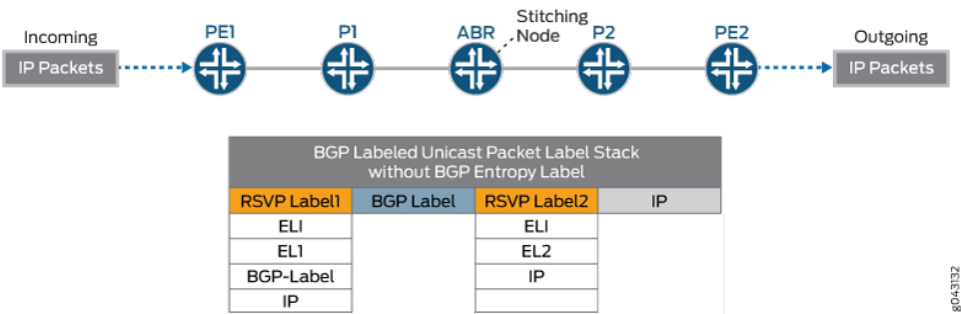 Incoming
IP Packets
PE1
P1
ABR
Stitching
Node
P2
PE2
Outgoing
IP Packets
BGP Labeled Unicast Packet Label Stack
without BGP Entropy Label
RSVP Label1 BGP Label RSVP Label2 IP
ELI ELI
EL1 EL2
BGP-Label IP
IP
g043132